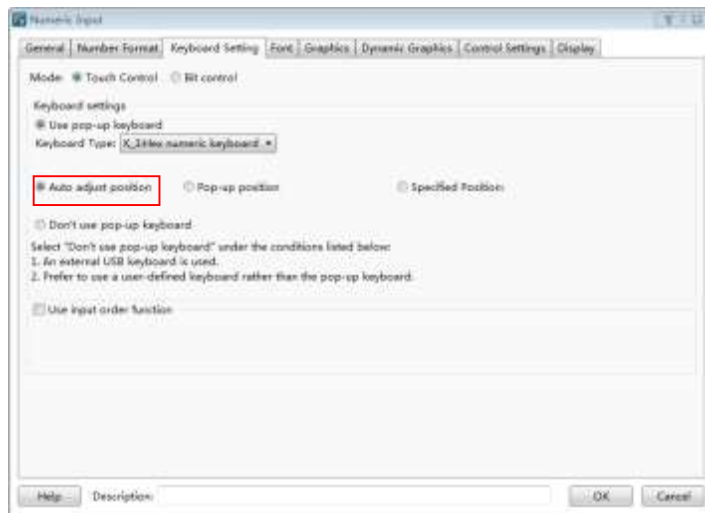 Numeric Input
General Number Format Keyboard Setting Font Graphics Dynamic Graphics Control Settings Display
Mode: Touch Control Bit control
Keyboard settings
Use pop-up keyboard
Keyboard Type: numeric keyboard
Auto adjust position Pop-up position Specified Position:
Don't use pop-up keyboard
Select "Don't use pop-up keyboard" under the conditions listed below:
1. An external USB keyboard is used.
2. Prefer to use a user-defined keyboard rather than the pop-up keyboard.
Use input order function
Help Description: OK Cancel